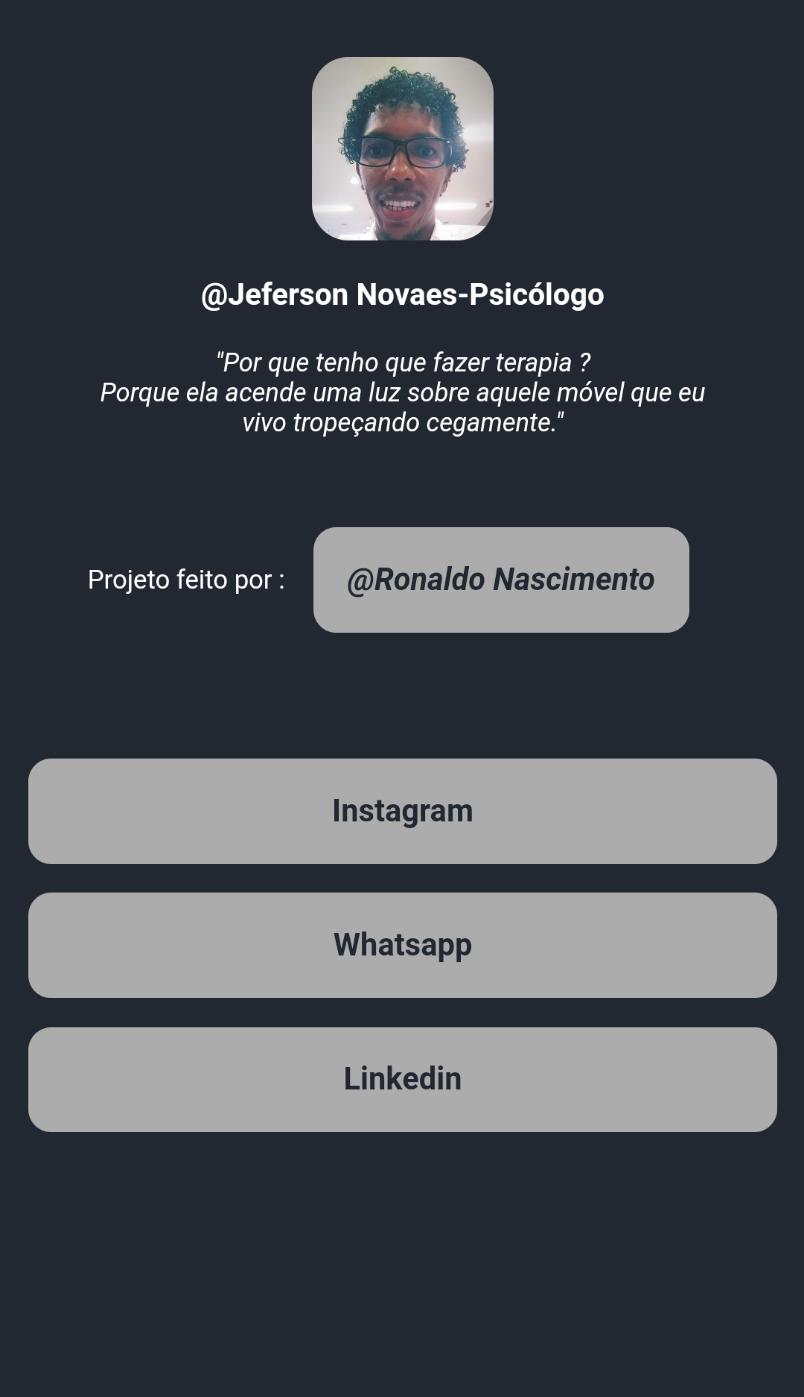 @Jeferson Novaes-Psicólogo
"Por que tenho que fazer terapia ?
Porque ela acende uma luz sobre aquele móvel que eu
vivo tropeçando cegamente."
Projeto feito por : @Ronaldo Nascimento
Instagram
Whatsapp
Linkedin